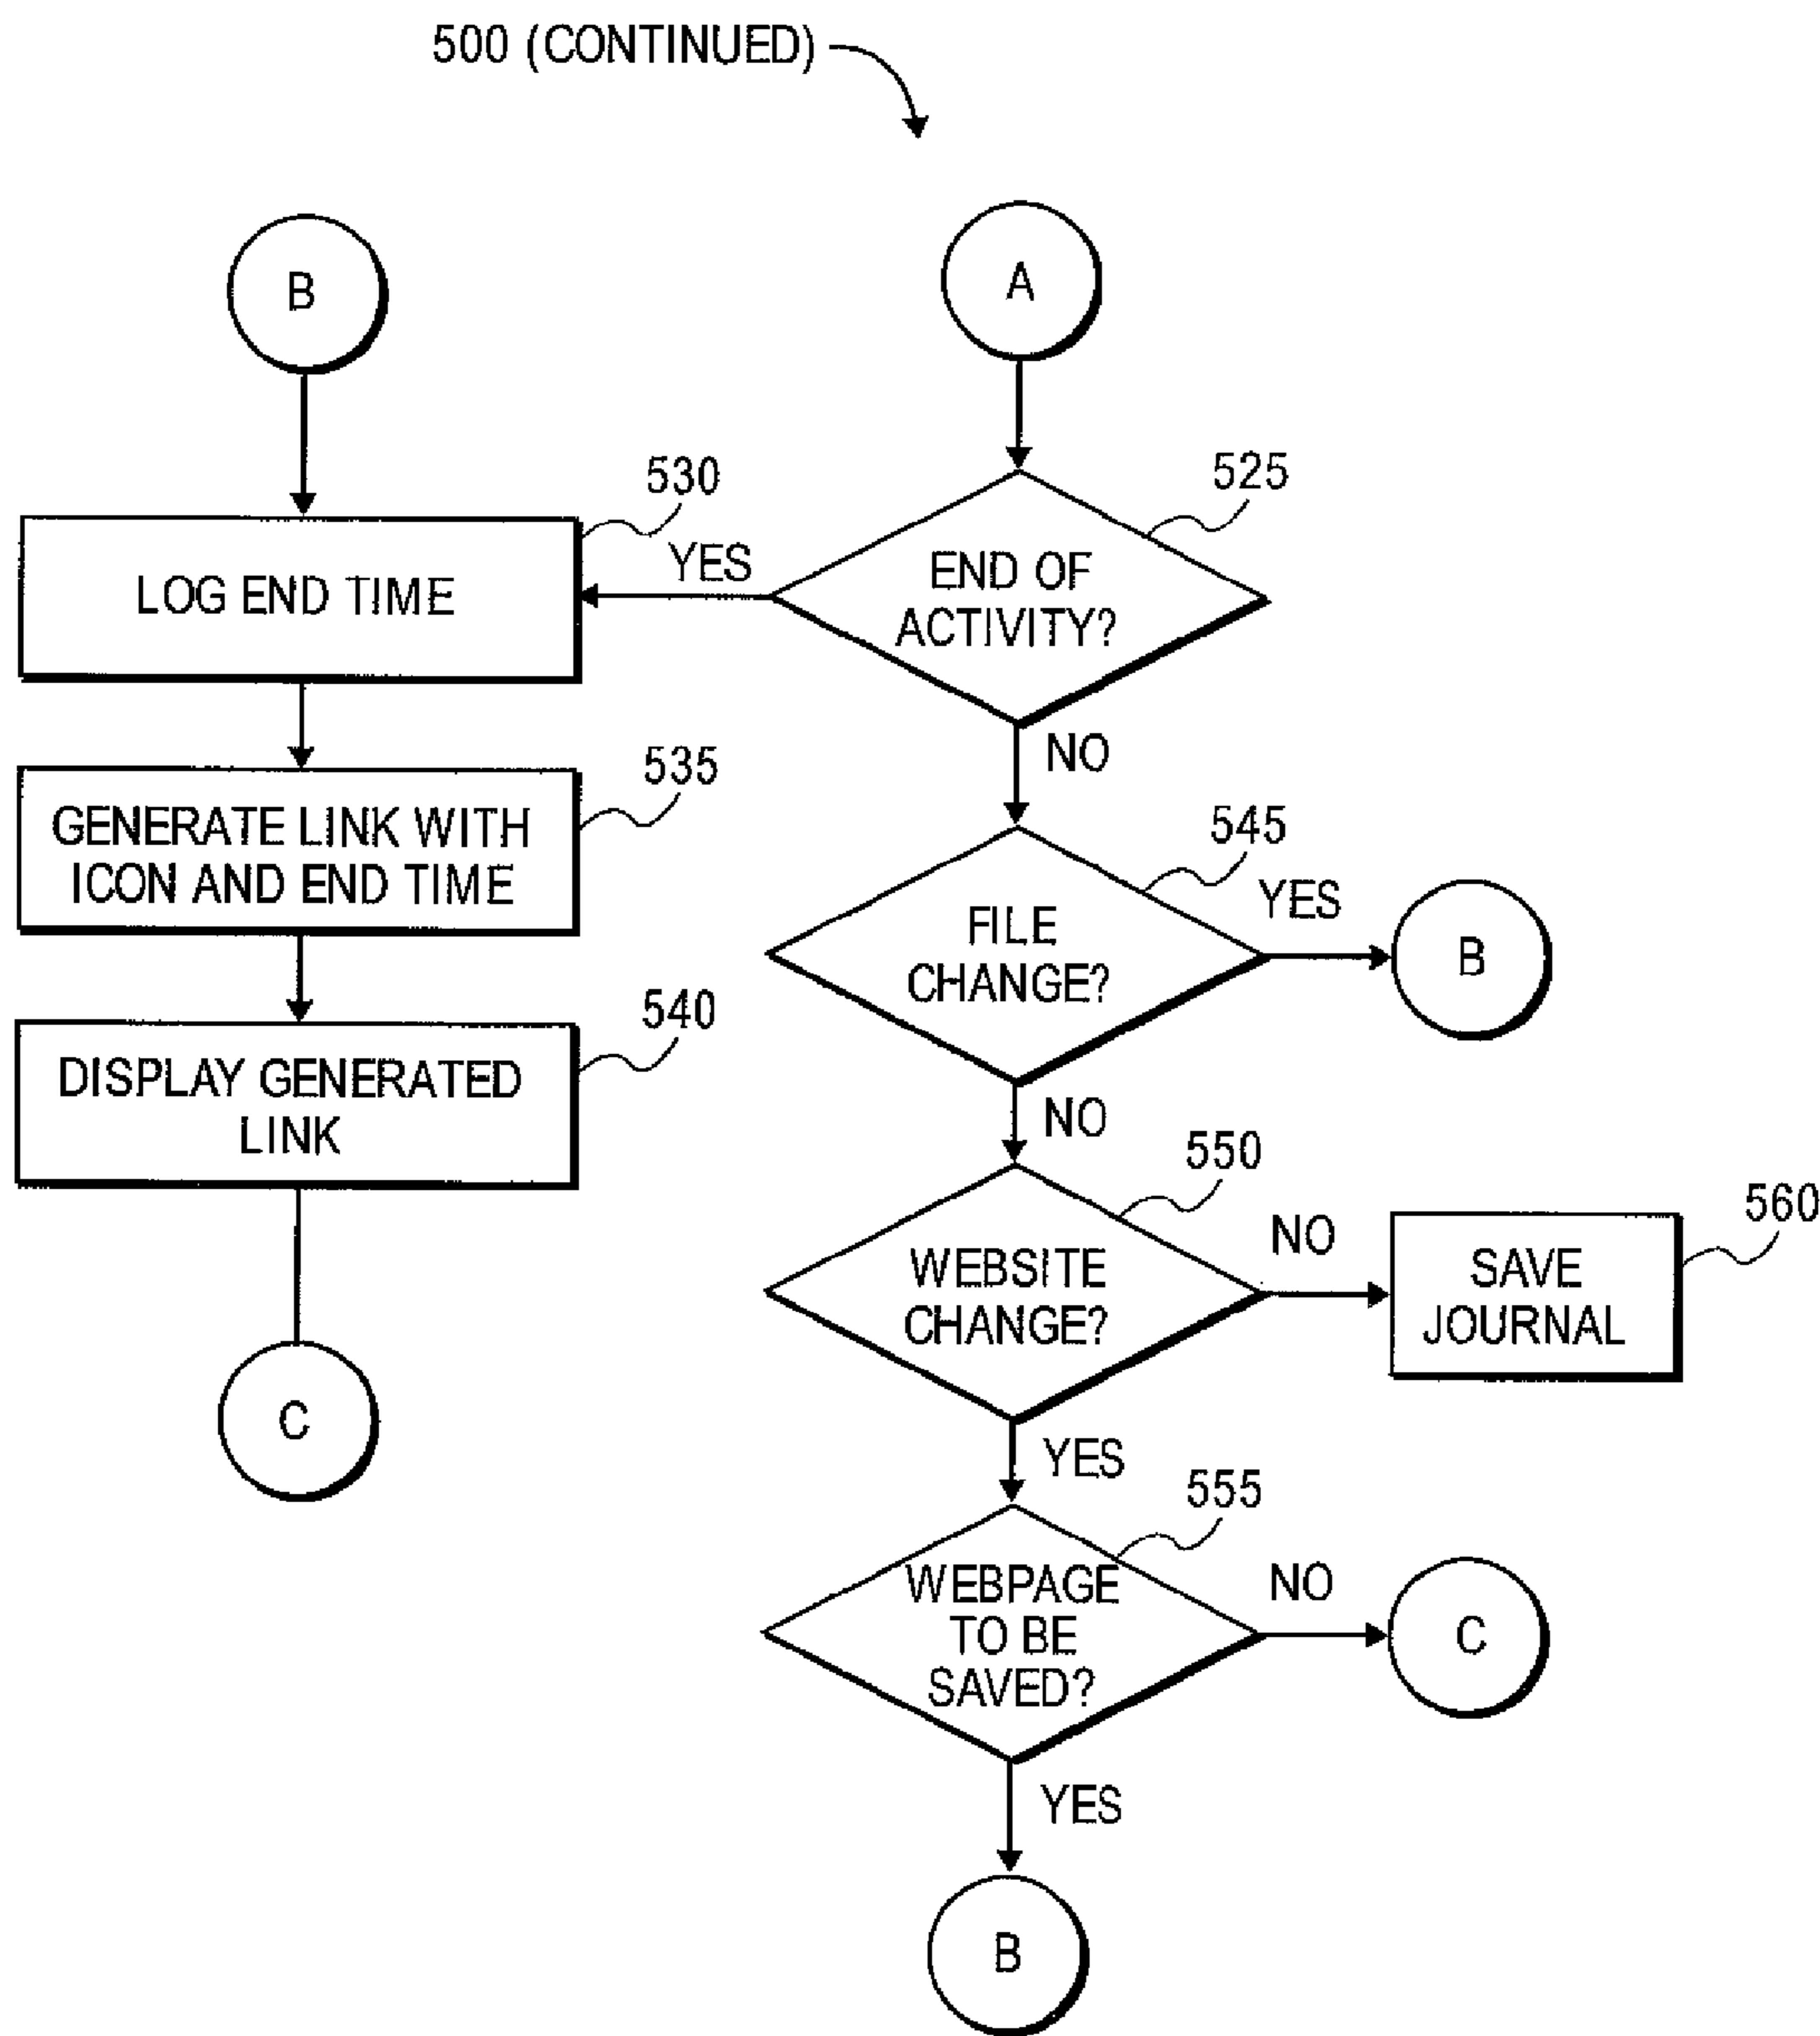 500 (CONTINUED)
B
A
530
525
YES
LOG END TIME
END OF
ACTIVITY?
NO
535
GENERATE LINK WITH
ICON AND END TIME
545
YES
FILE
CHANGE?
B
540
DISPLAY GENERATED
LINK
NO
550
NO
560
WEBSITE
CHANGE?
SAVE
JOURNAL
C
YES
555
WEBPAGE
TO BE
SAVED?
NO
C
YES
B